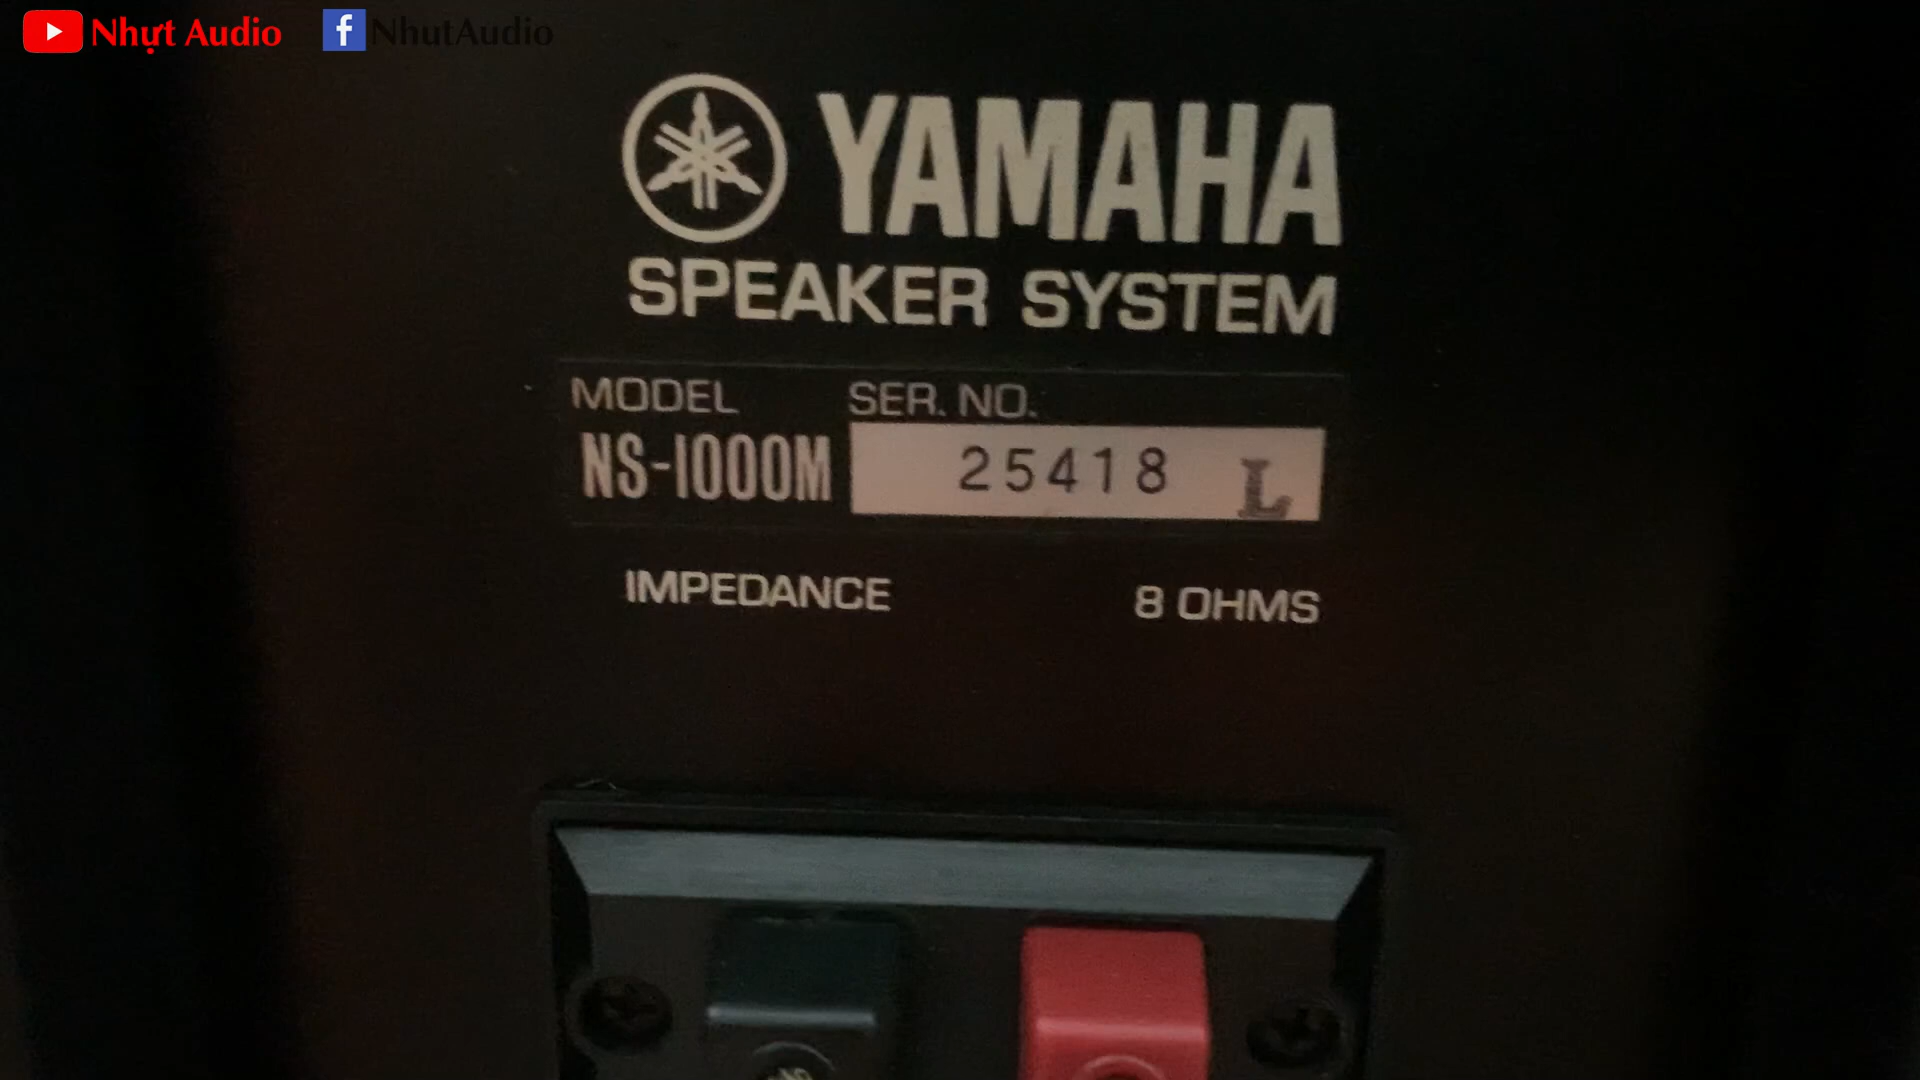 Nhựt Audio NhutAudio
YAMAHA
SPEAKER SYSTEM
MODEL SER. NO.
NS-1000M 25418 L
IMPEDANCE 8 OHMS